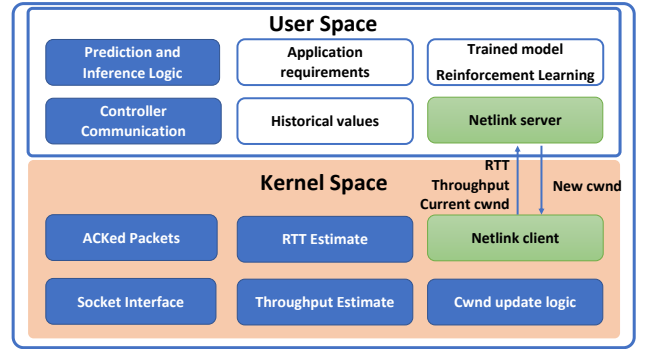 User Space
Prediction and
Inference Logic
Application
requirements
Trained model
Reinforcement Learning
Controller
Communication
Historical values
Netlink server
RTT
Throughput
Current cwnd
New cwnd
Kernel Space
ACKed Packets
RTT Estimate
Netlink client
Socket Interface
Throughput Estimate
Cwnd update logic